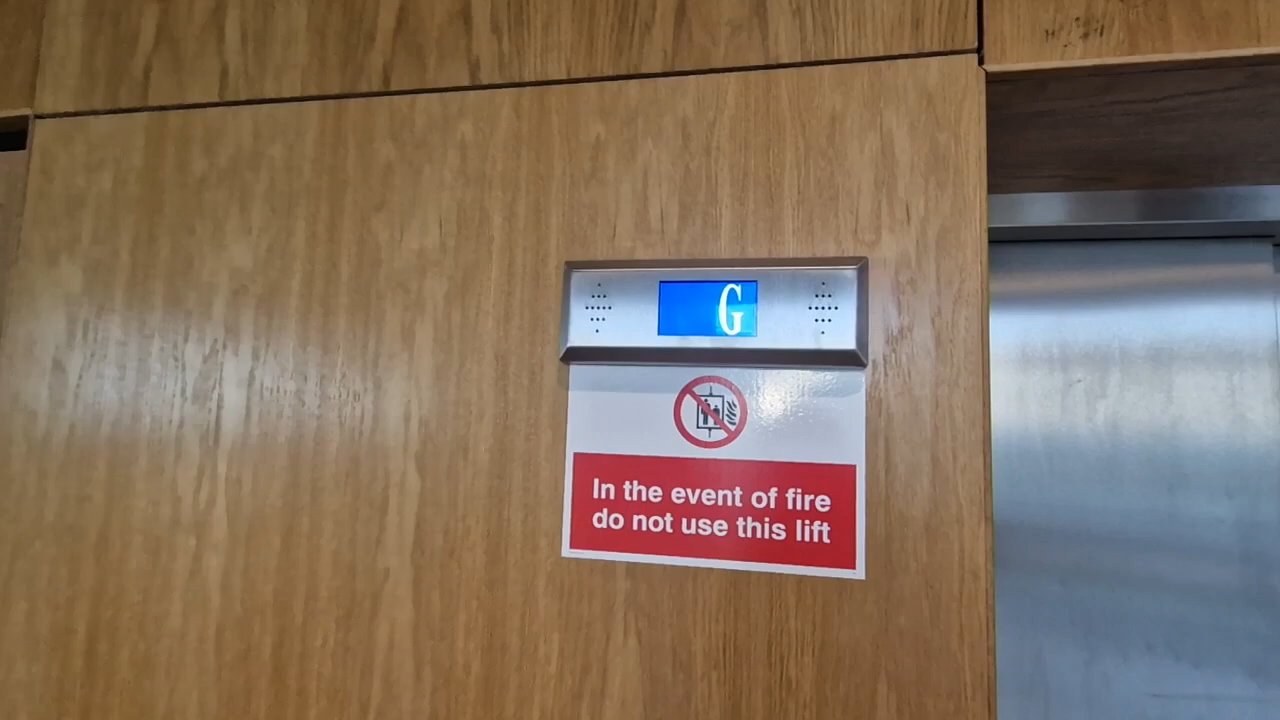 G
In the event of fire
do not use this lift